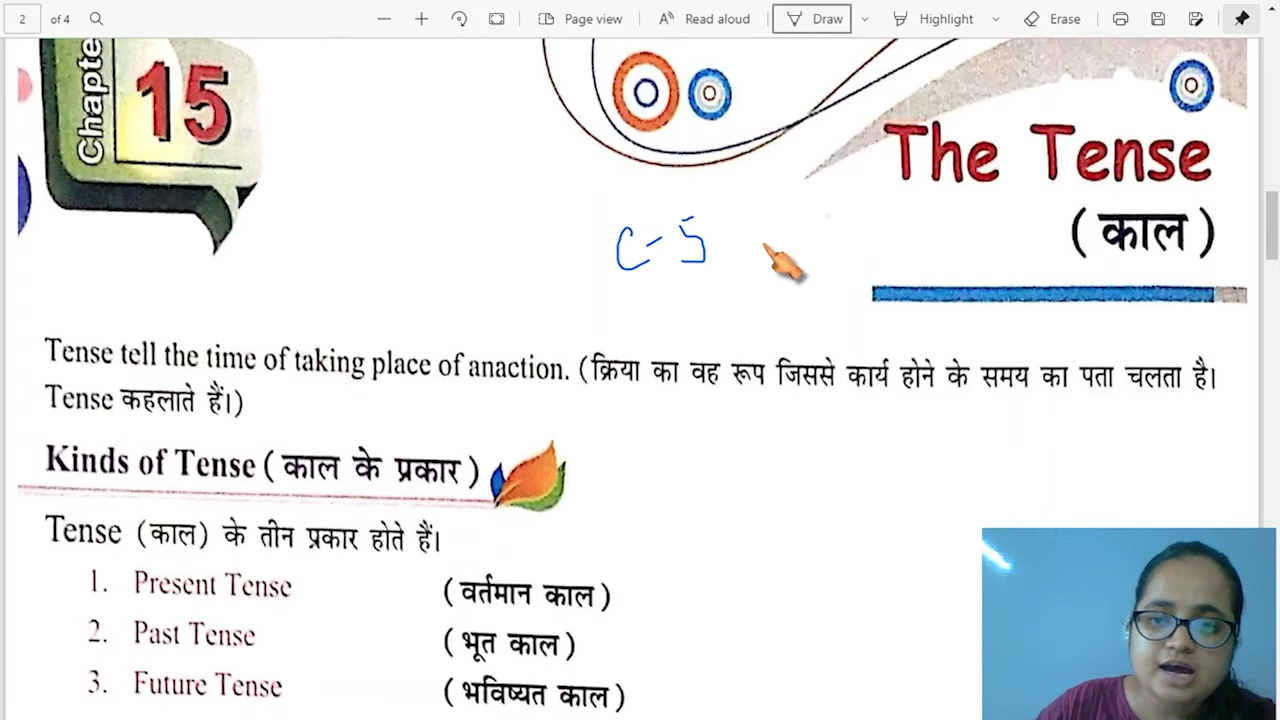 2 of 4 Page view Read aloud Draw Highlight Erase
Chapte
15
The Tense
(काल)
C-5
Tense tell the time of taking place of anaction. (क्रिया का वह रूप जिससे कार्य होने के समय का पता चलता है।
Tense कहलाते हैं।)
Kinds of Tense (काल के प्रकार)
Tense (काल) के तीन प्रकार होते हैं।
1. Present Tense (वर्तमान काल)
2. Past Tense (भूत काल)
3. Future Tense (भविष्यत काल)